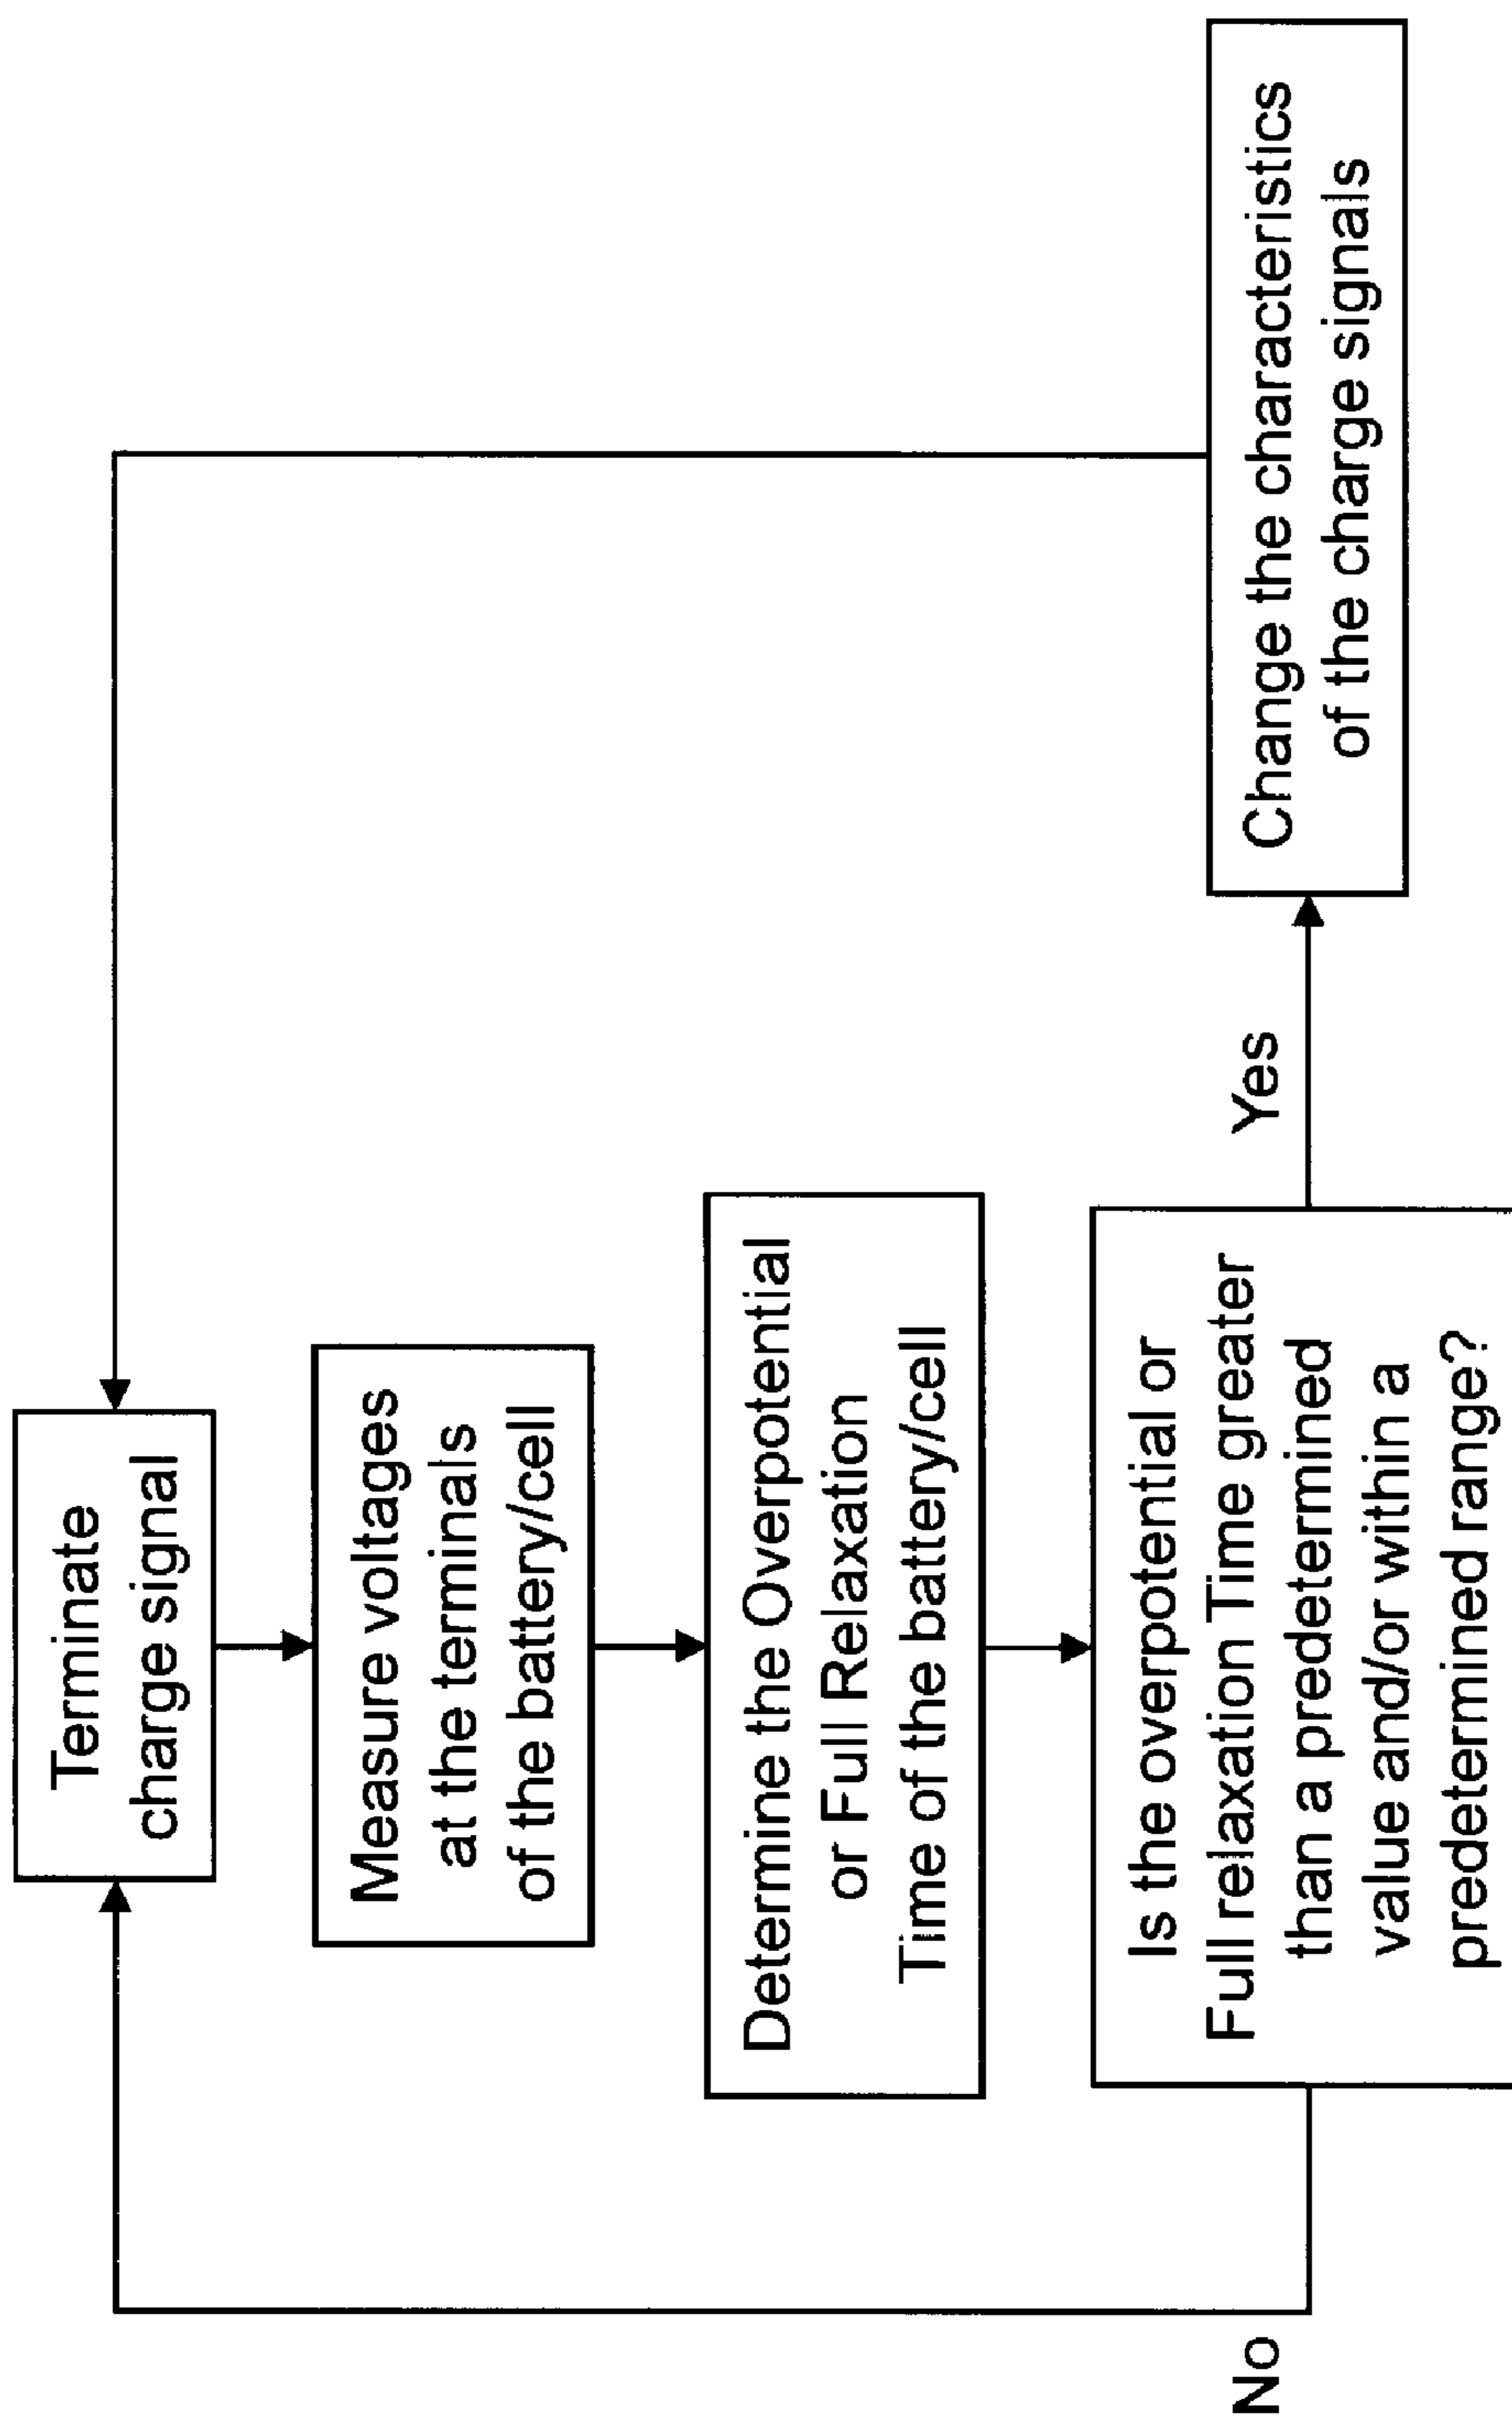 Terminate
charge signal
Measure voltages
at the terminals
of the battery/cell
Determine the Overpotential
or Full Relaxation
Time of the battery/cell
Is the overpotential or
Full relaxation Time greater
than a predetermined
value and/or within a
predetermined range?
No
Yes
Change the characteristics
of the charge signals